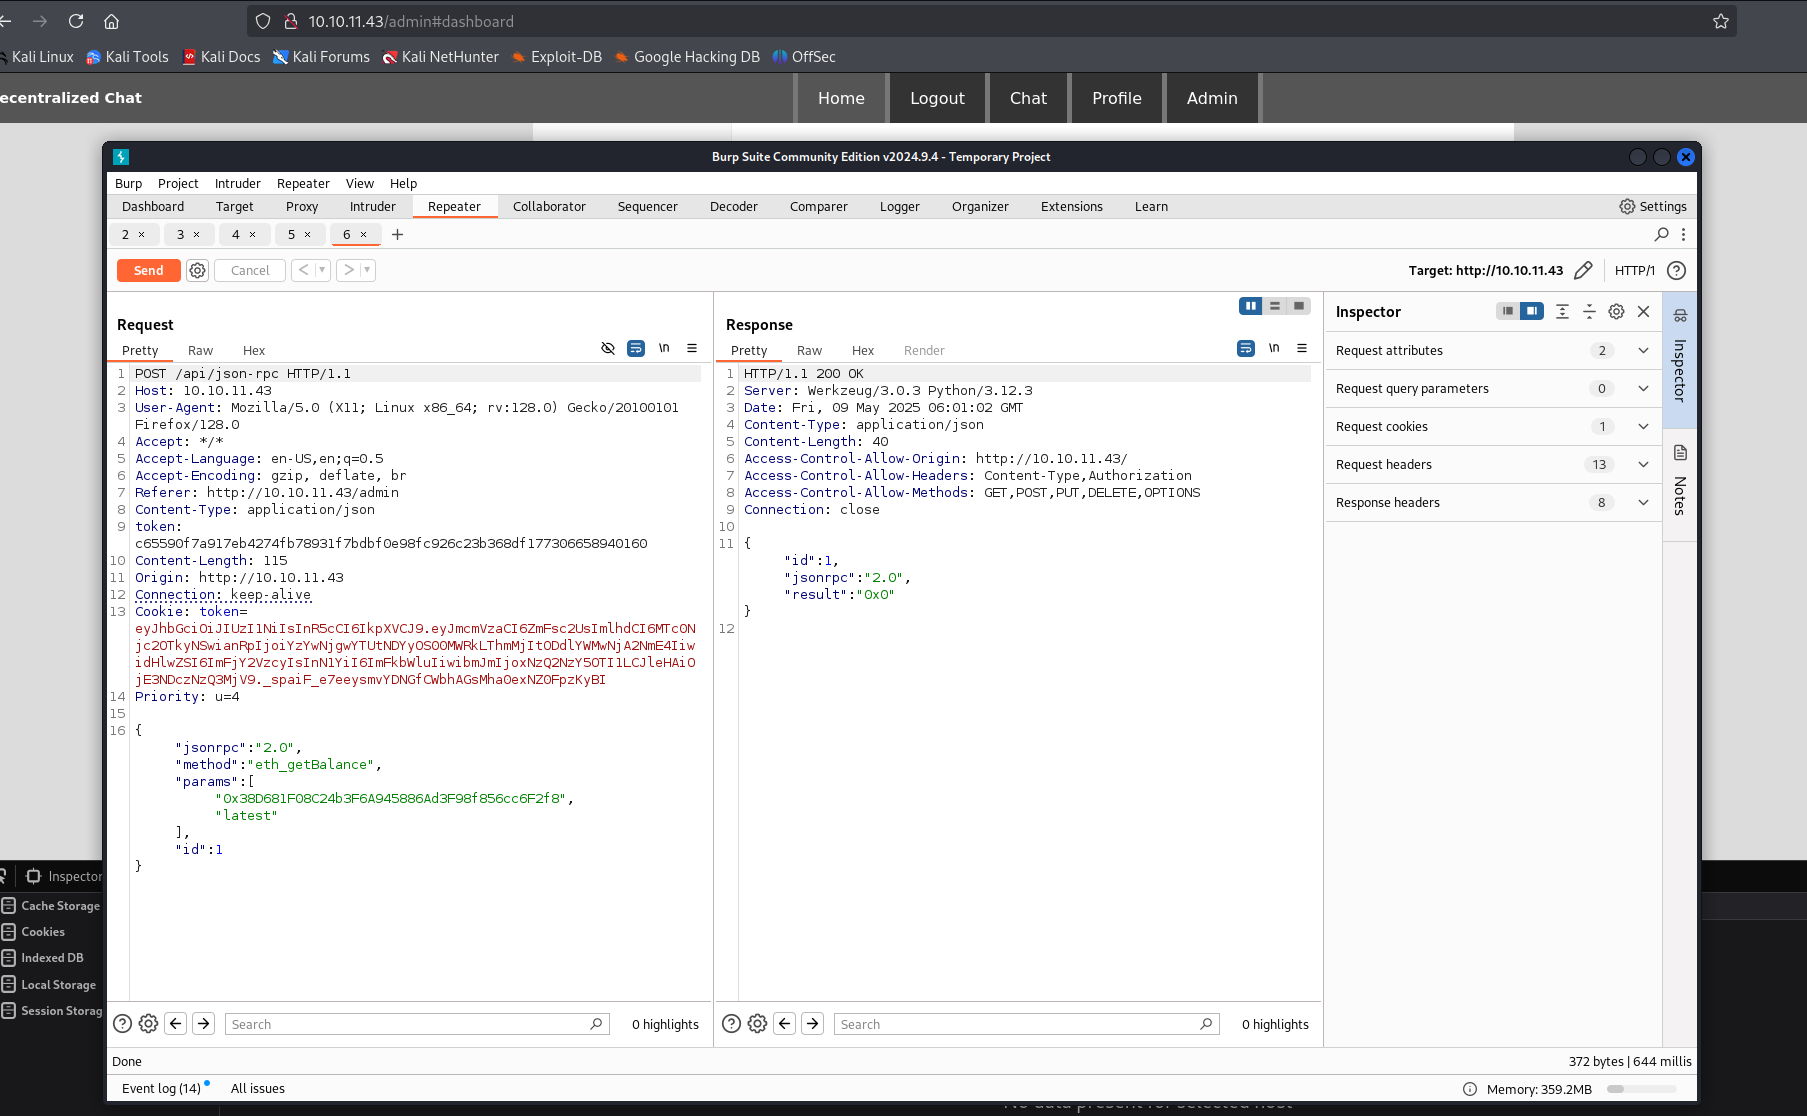 10.10.11.43/admin#dashboard
Kali Linux
Kali Tools
Kali Docs
Kali Forums
Kali NetHunter
Exploit-DB
Google Hacking DB
OffSec
ecentralized Chat
Home
Logout
Chat
Profile
Admin
Burp Suite Community Edition v2024.9.4 - Temporary Project
Burp Project Intruder Repeater View Help
Dashboard Target Proxy Intruder Repeater Collaborator Sequencer Decoder Comparer Logger Organizer Extensions Learn
Settings
2 × 3 × 4 × 5 × 6 × +
Send
Cancel
Target: http://10.10.11.43
HTTP/1
Request
Pretty Raw Hex
\n
1 POST /api/json-rpc HTTP/1.1
2 Host: 10.10.11.43
3 User-Agent: Mozilla/5.0 (X11; Linux x86_64; rv:128.0) Gecko/20100101
Firefox/128.0
4 Accept: */*
5 Accept-Language: en-US,en;q=0.5
6 Accept-Encoding: gzip, deflate, br
7 Referer: http://10.10.11.43/admin
8 Content-Type: application/json
9 token:
c65590f7a917eb4274fb78931f7bdbf0e98fc926c23b368df177306658940160
10 Content-Length: 115
11 Origin: http://10.10.11.43
12 Connection: keep-alive
13 Cookie: token=
eyJhbGciOiJIUzI1NiIsInR5cCI6IkpXVCJ9.eyJmcmVzaCI6ZmFsc2UsImlhdCI6MTc0N
jc2OTkyNSwianRpIjoiYzYwNjgwYTUtNDYyOS00MWRkLThmMjItODdlYWMwNjA2NmE4Iiw
idHlwZSI6ImFjY2VzcyIsInN1YiI6ImFkbWluIiwibmJmIjoxNzQ2NzY5OTI1LCJleHAiO
jE3NDczNzQ3MjV9._spaiF_e7eeysmvYDNGfCWbhAGsMha0exNZ0FpzKyBI
14 Priority: u=4
15
16 {
"jsonrpc":"2.0",
"method":"eth_getBalance",
"params":[
"0x38D681F08C24b3F6A945886Ad3F98f856cc6F2f8",
"latest"
],
"id":1
}
Search
0 highlights
Response
Pretty Raw Hex Render
\n
1 HTTP/1.1 200 OK
2 Server: Werkzeug/3.0.3 Python/3.12.3
3 Date: Fri, 09 May 2025 06:01:02 GMT
4 Content-Type: application/json
5 Content-Length: 40
6 Access-Control-Allow-Origin: http://10.10.11.43/
7 Access-Control-Allow-Headers: Content-Type,Authorization
8 Access-Control-Allow-Methods: GET,POST,PUT,DELETE,OPTIONS
9 Connection: close
10
11 {
"id":1,
"jsonrpc":"2.0",
"result":"0x0"
}
12
Search
0 highlights
Inspector
Request attributes 2
Request query parameters 0
Request cookies 1
Request headers 13
Response headers 8
Inspector
Notes
Done
372 bytes | 644 millis
Event log (14)
All issues
Memory: 359.2MB
Inspector
Cache Storage
Cookies
Indexed DB
Local Storage
Session Storag
No data present for selected host